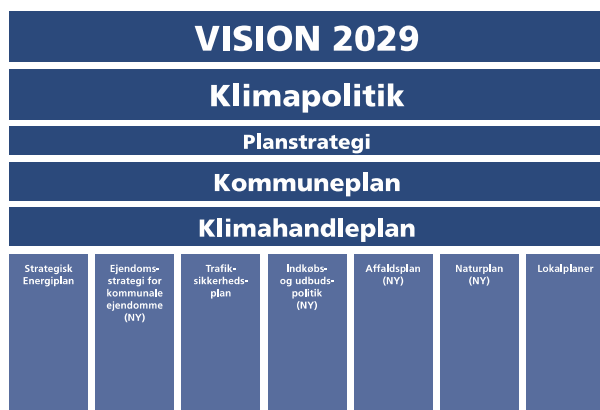 VISION 2029
Klimapolitik
Planstrategi
Kommuneplan
Klimahandleplan
Strategisk
Energiplan
Ejendoms-
strategi for
kommunale
ejendomme
(NY)
Trafik-
sikkerheds-
plan
Indkøbs-
og udbuds-
politik
(NY)
Affaldsplan
(NY)
Naturplan
(NY)
Lokalplaner